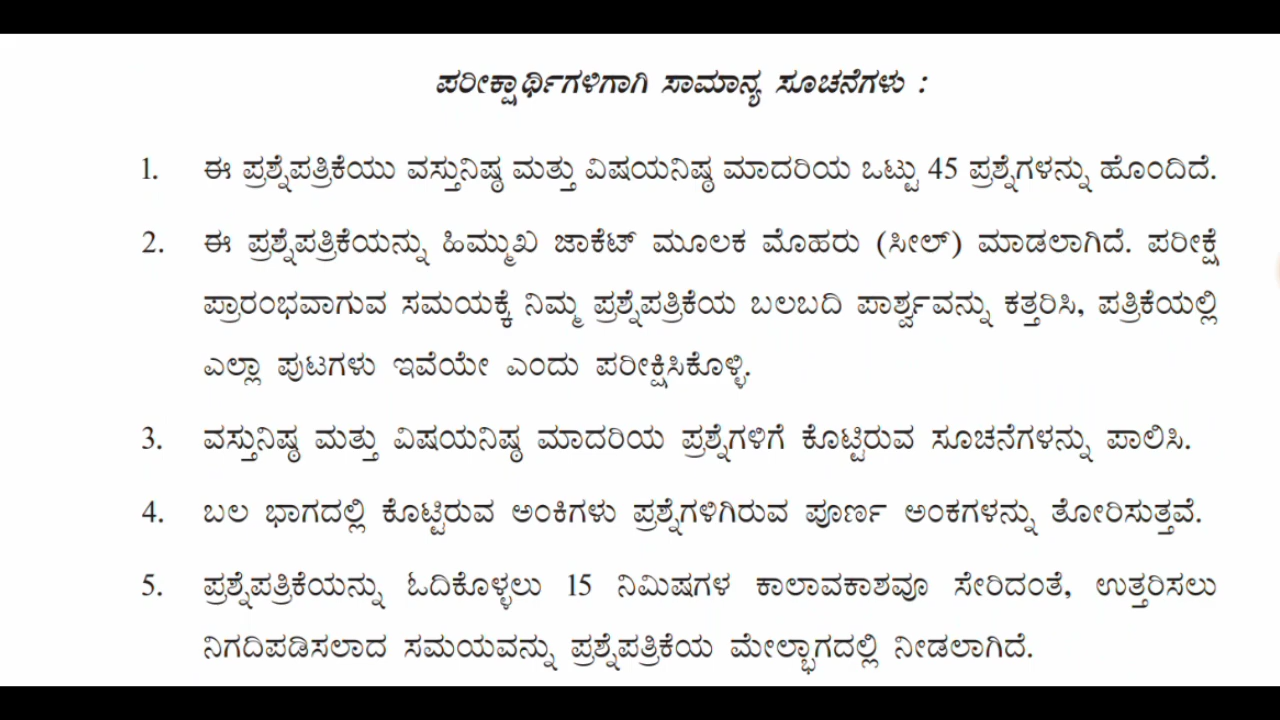 ಪರೀಕ್ಷಾರ್ಥಿಗಳಿಗಾಗಿ ಸಾಮಾನ್ಯ ಸೂಚನೆಗಳು :
1. ಈ ಪ್ರಶ್ನೆಪತ್ರಿಕೆಯು ವಸ್ತುನಿಷ್ಠ ಮತ್ತು ವಿಷಯನಿಷ್ಠ ಮಾದರಿಯ ಒಟ್ಟು 45 ಪ್ರಶ್ನೆಗಳನ್ನು ಹೊಂದಿದೆ.
2. ಈ ಪ್ರಶ್ನೆಪತ್ರಿಕೆಯನ್ನು ಹಿಮ್ಮುಖ ಜಾಕೆಟ್ ಮೂಲಕ ಮೊಹರು (ಸೀಲ್) ಮಾಡಲಾಗಿದೆ. ಪರೀಕ್ಷೆ
ಪ್ರಾರಂಭವಾಗುವ ಸಮಯಕ್ಕೆ ನಿಮ್ಮ ಪ್ರಶ್ನೆಪತ್ರಿಕೆಯ ಬಲಬದಿ ಪಾರ್ಶ್ವವನ್ನು ಕತ್ತರಿಸಿ, ಪತ್ರಿಕೆಯಲ್ಲಿ
ಎಲ್ಲಾ ಪುಟಗಳು ಇವೆಯೇ ಎಂದು ಪರೀಕ್ಷಿಸಿಕೊಳ್ಳಿ.
3. ವಸ್ತುನಿಷ್ಠ ಮತ್ತು ವಿಷಯನಿಷ್ಠ ಮಾದರಿಯ ಪ್ರಶ್ನೆಗಳಿಗೆ ಕೊಟ್ಟಿರುವ ಸೂಚನೆಗಳನ್ನು ಪಾಲಿಸಿ.
4. ಬಲ ಭಾಗದಲ್ಲಿ ಕೊಟ್ಟಿರುವ ಅಂಕಿಗಳು ಪ್ರಶ್ನೆಗಳಿಗಿರುವ ಪೂರ್ಣ ಅಂಕಗಳನ್ನು ತೋರಿಸುತ್ತವೆ.
5. ಪ್ರಶ್ನೆಪತ್ರಿಕೆಯನ್ನು ಓದಿಕೊಳ್ಳಲು 15 ನಿಮಿಷಗಳ ಕಾಲಾವಕಾಶವೂ ಸೇರಿದಂತೆ, ಉತ್ತರಿಸಲು
ನಿಗದಿಪಡಿಸಲಾದ ಸಮಯವನ್ನು ಪ್ರಶ್ನೆಪತ್ರಿಕೆಯ ಮೇಲ್ಭಾಗದಲ್ಲಿ ನೀಡಲಾಗಿದೆ.